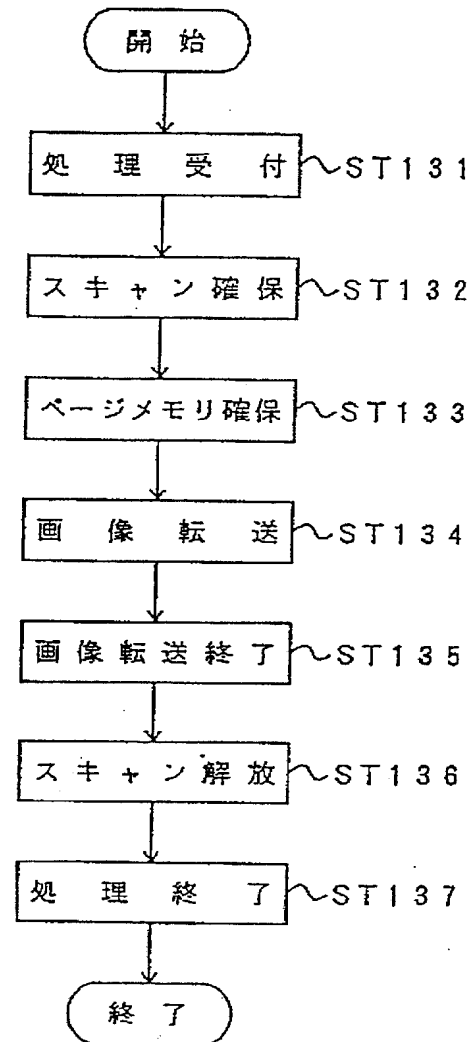 開始
処理受付 ST131
スキャン確保 ST132
ページメモリ確保 ST133
画像転送 ST134
画像転送終了 ST135
スキャン解放 ST136
処理終了 ST137
終了